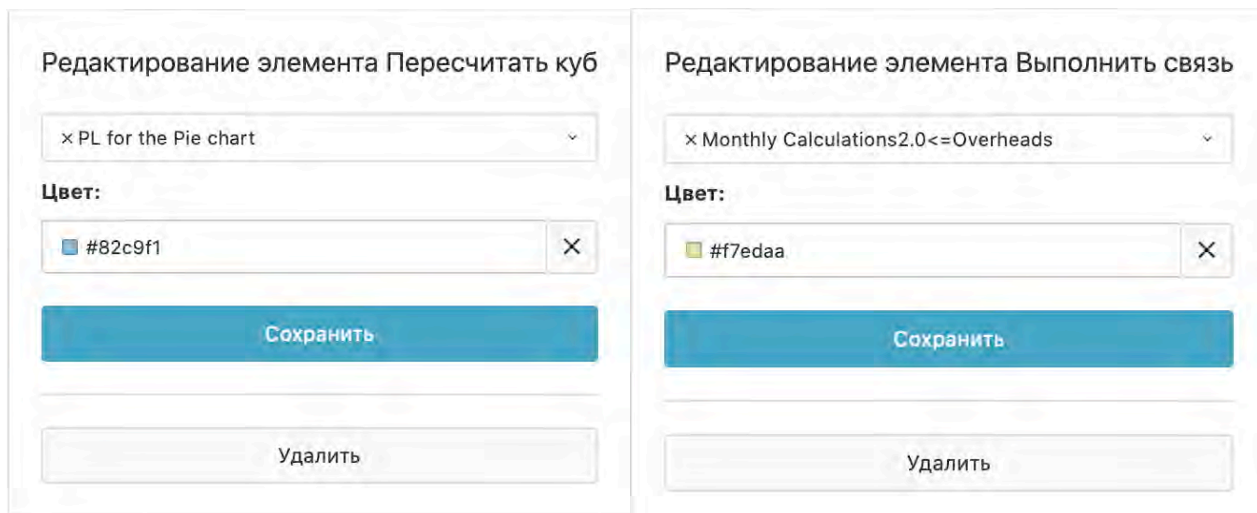 Редактирование элемента Пересчитать куб
× PL for the Pie chart
Цвет:
#82c9f1
Сохранить
Удалить
Редактирование элемента Выполнить связь
× Monthly Calculations2.0<=Overheads
Цвет:
#f7edaa
Сохранить
Удалить